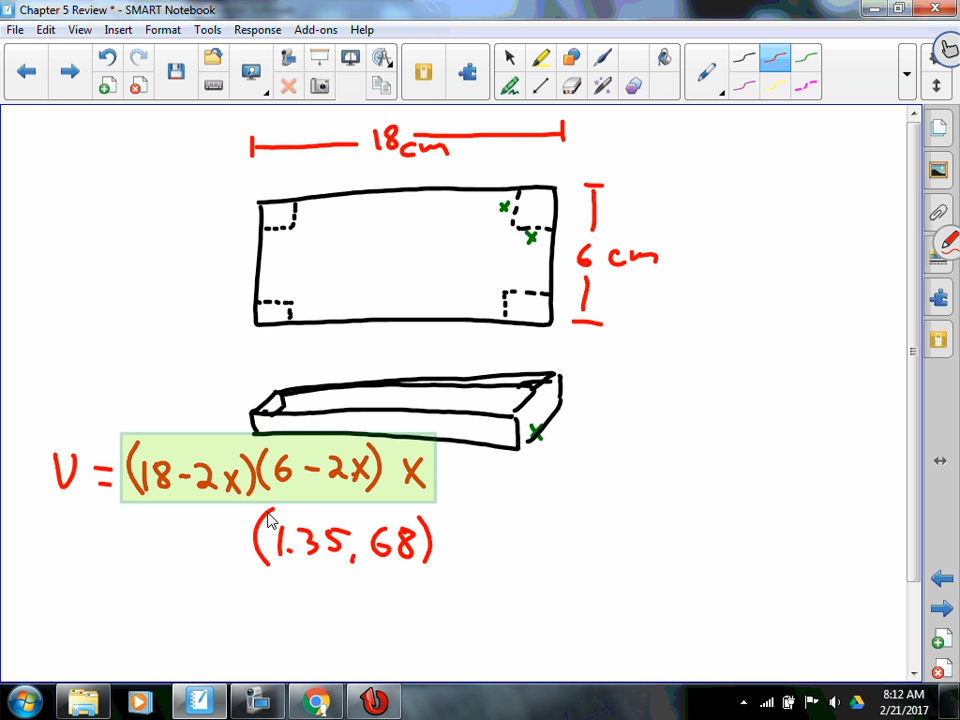 Chapter 5 Review * - SMART Notebook
File Edit View Insert Format Tools Response Add-ons Help
18cm
x
x
6 cm
x
V = (18-2x)(6-2x) x
(1.35, 68)
8:12 AM
2/21/2017